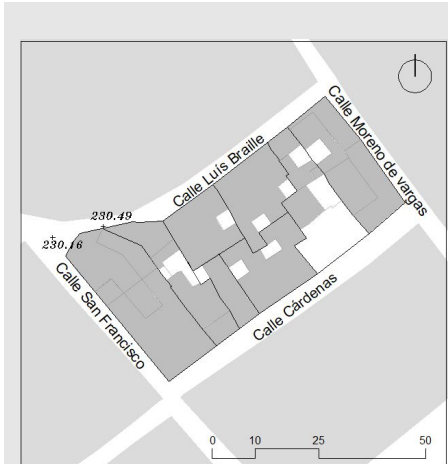 Calle Moreno de vargas
Calle Luís Braille
230.49
230.16
Calle San Francisco
Calle Cárdenas
0 10 25 50